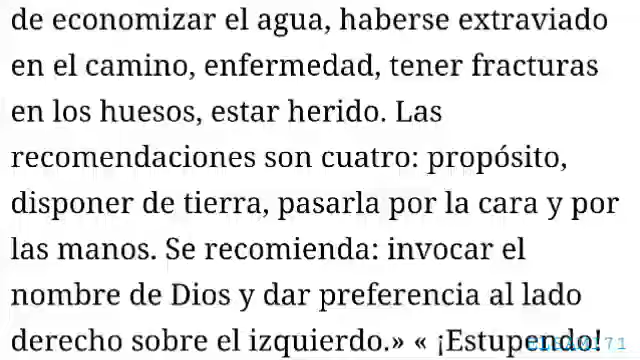 de economizar el agua, haberse extraviado
en el camino, enfermedad, tener fracturas
en los huesos, estar herido. Las
recomendaciones son cuatro: propósito,
disponer de tierra, pasarla por la cara y por
las manos. Se recomienda: invocar el
nombre de Dios y dar preferencia al lado
derecho sobre el izquierdo.» « ¡Estupendo!